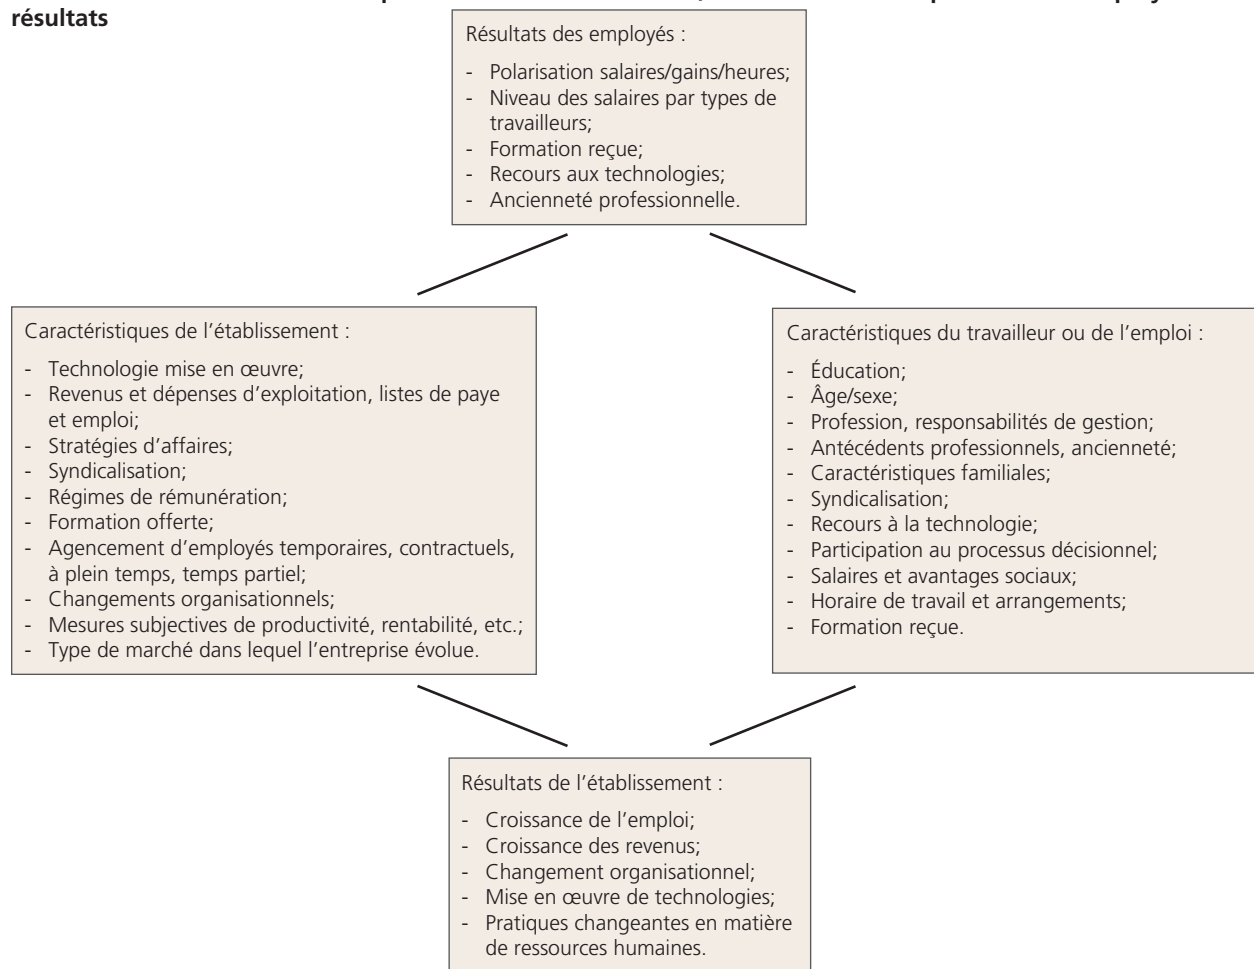 résultats
Résultats des employés :
- Polarisation salaires/gains/heures;
- Niveau des salaires par types de
travailleurs;
- Formation reçue;
- Recours aux technologies;
- Ancienneté professionnelle.
Caractéristiques de l’établissement :
- Technologie mise en œuvre;
- Revenus et dépenses d’exploitation, listes de paye
et emploi;
- Stratégies d’affaires;
- Syndicalisation;
- Régimes de rémunération;
- Formation offerte;
- Agencement d’employés temporaires, contractuels,
à plein temps, temps partiel;
- Changements organisationnels;
- Mesures subjectives de productivité, rentabilité, etc.;
- Type de marché dans lequel l’entreprise évolue.
Caractéristiques du travailleur ou de l’emploi :
- Éducation;
- Âge/sexe;
- Profession, responsabilités de gestion;
- Antécédents professionnels, ancienneté;
- Caractéristiques familiales;
- Syndicalisation;
- Recours à la technologie;
- Participation au processus décisionnel;
- Salaires et avantages sociaux;
- Horaire de travail et arrangements;
- Formation reçue.
Résultats de l’établissement :
- Croissance de l’emploi;
- Croissance des revenus;
- Changement organisationnel;
- Mise en œuvre de technologies;
- Pratiques changeantes en matière
de ressources humaines.